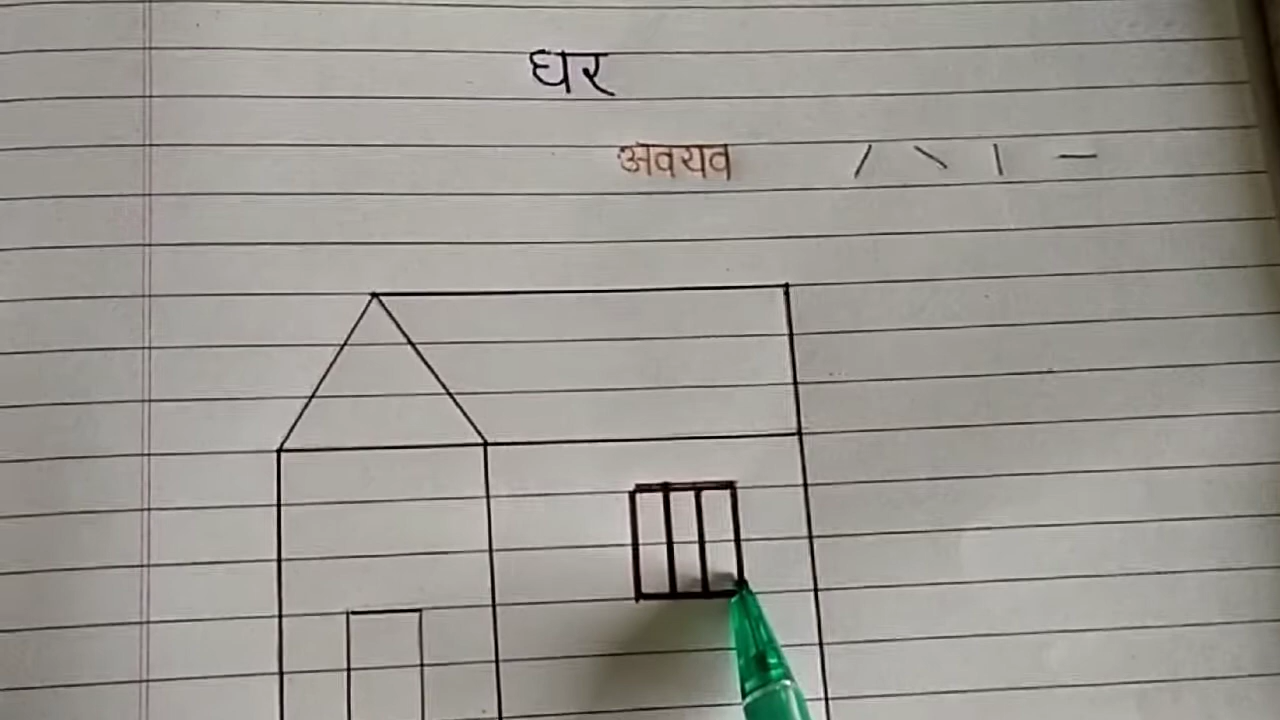 घर
अवयव / \ | —